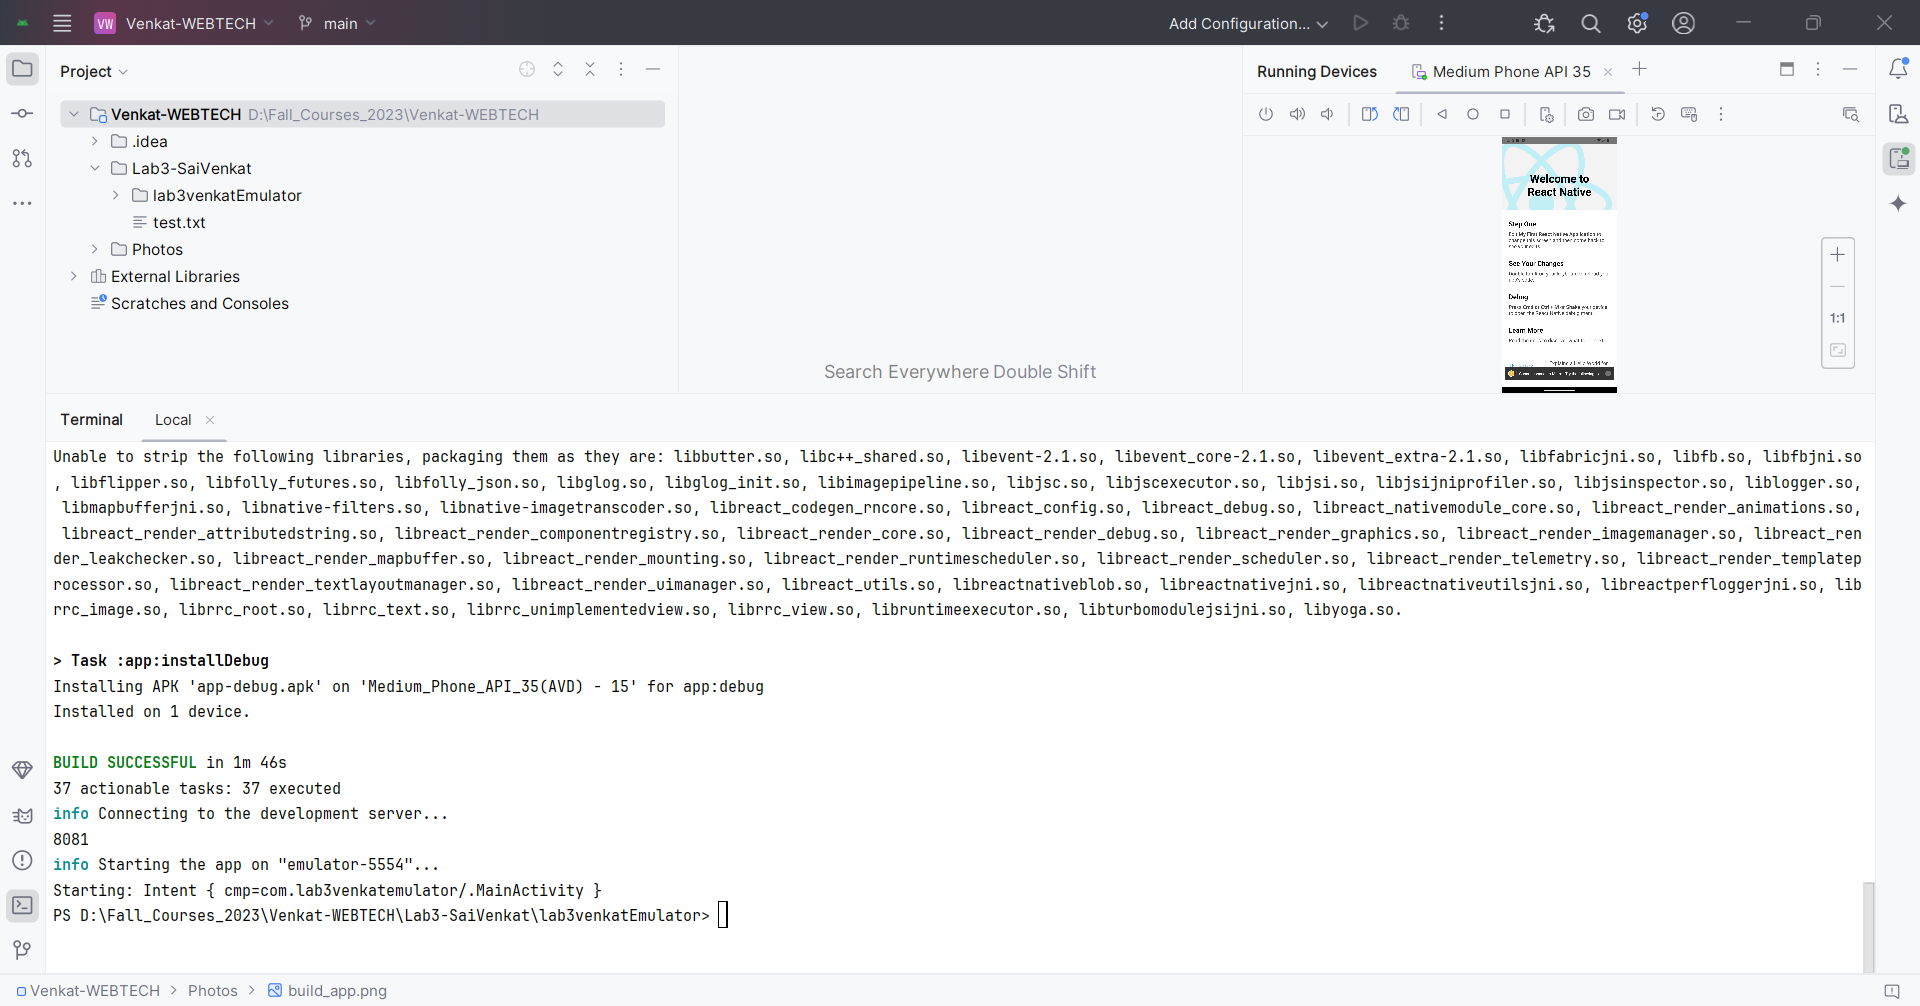 VW Venkat-WEBTECH main Add Configuration...
Project
Venkat-WEBTECH D:\Fall_Courses_2023\Venkat-WEBTECH
.idea
Lab3-SaiVenkat
lab3venkatEmulator
test.txt
Photos
External Libraries
Scratches and Consoles
Search Everywhere Double Shift
Running Devices Medium Phone API 35
Welcome to
React Native
Step One
See Your Changes
Debug
Learn More
1:1
Terminal Local
Unable to strip the following libraries, packaging them as they are: libbutter.so, libc++_shared.so, libevent-2.1.so, libevent_core-2.1.so, libevent_extra-2.1.so, libfabricjni.so, libfb.so, libfbjni.so
, libflipper.so, libfolly_futures.so, libfolly_json.so, libglog.so, libglog_init.so, libimagepipeline.so, libjsc.so, libjscexecutor.so, libjsi.so, libjsijniprofiler.so, libjsinspector.so, liblogger.so,
libmapbufferjni.so, libnative-filters.so, libnative-imagetranscoder.so, libreact_codegen_rncore.so, libreact_config.so, libreact_debug.so, libreact_nativemodule_core.so, libreact_render_animations.so,
libreact_render_attributedstring.so, libreact_render_componentregistry.so, libreact_render_core.so, libreact_render_debug.so, libreact_render_graphics.so, libreact_render_imagemanager.so, libreact_ren
der_leakchecker.so, libreact_render_mapbuffer.so, libreact_render_mounting.so, libreact_render_runtimescheduler.so, libreact_render_scheduler.so, libreact_render_telemetry.so, libreact_render_templatep
rocessor.so, libreact_render_textlayoutmanager.so, libreact_render_uimanager.so, libreact_utils.so, libreactnativeblob.so, libreactnativejni.so, libreactnativeutilsjni.so, libreactperfloggerjni.so, lib
rrc_image.so, librrc_root.so, librrc_text.so, librrc_unimplementedview.so, librrc_view.so, libruntimeexecutor.so, libturbomodulejsijni.so, libyoga.so.
> Task :app:installDebug
Installing APK 'app-debug.apk' on 'Medium_Phone_API_35(AVD) - 15' for app:debug
Installed on 1 device.
BUILD SUCCESSFUL in 1m 46s
37 actionable tasks: 37 executed
info Connecting to the development server...
8081
info Starting the app on "emulator-5554"...
Starting: Intent { cmp=com.lab3venkatemulator/.MainActivity }
PS D:\Fall_Courses_2023\Venkat-WEBTECH\Lab3-SaiVenkat\lab3venkatEmulator>
Venkat-WEBTECH > Photos > build_app.png